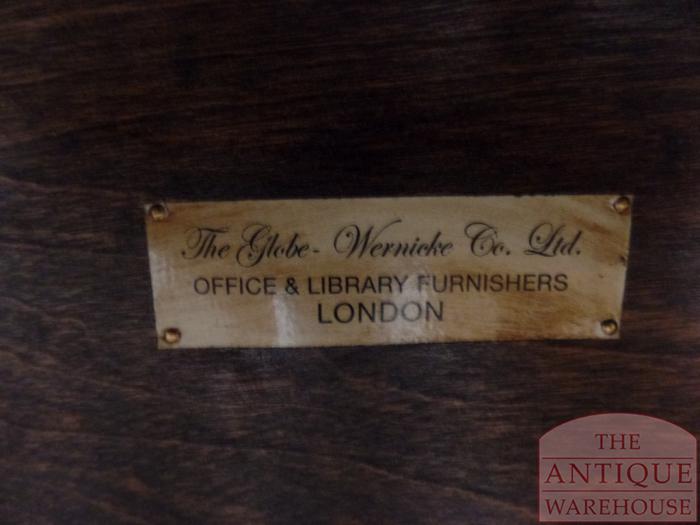 The Globe - Wernicke Co. Ltd.
OFFICE & LIBRARY FURNISHERS
LONDON
THE
ANTIQUE
WAREHOUSE